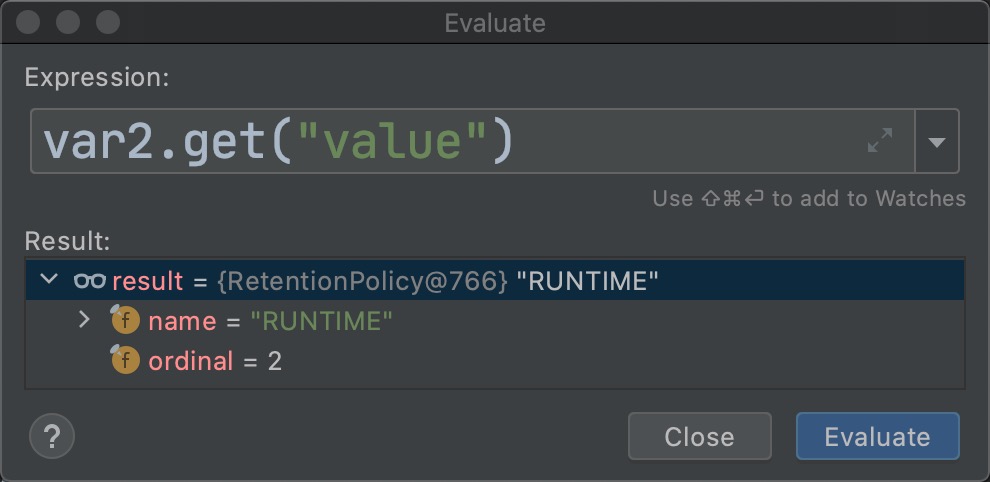 Evaluate
Expression:
var2.get("value")
Use ⇧⌘↩ to add to Watches
Result:
result = {RetentionPolicy@766} "RUNTIME"
f name = "RUNTIME"
f ordinal = 2
? Close Evaluate